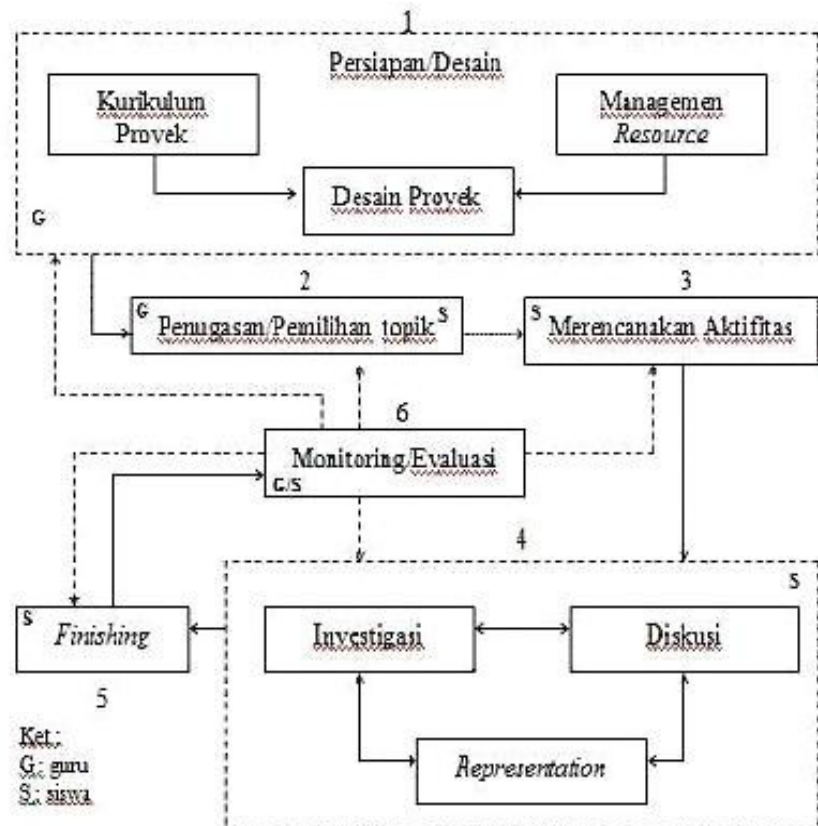 1
Persiapan/Desain
Kurikulum
Proyek
Managemen
Resource
Desain Proyek
G
2
3
G
Penugasan/Pemilihan topik
S
S
Merencanakan Aktifitas
6
Monitoring/Evaluasi
G/S
4
S
S
Finishing
Investigasi
Diskusi
5
Representation
Ket.:
G: guru
S: siswa